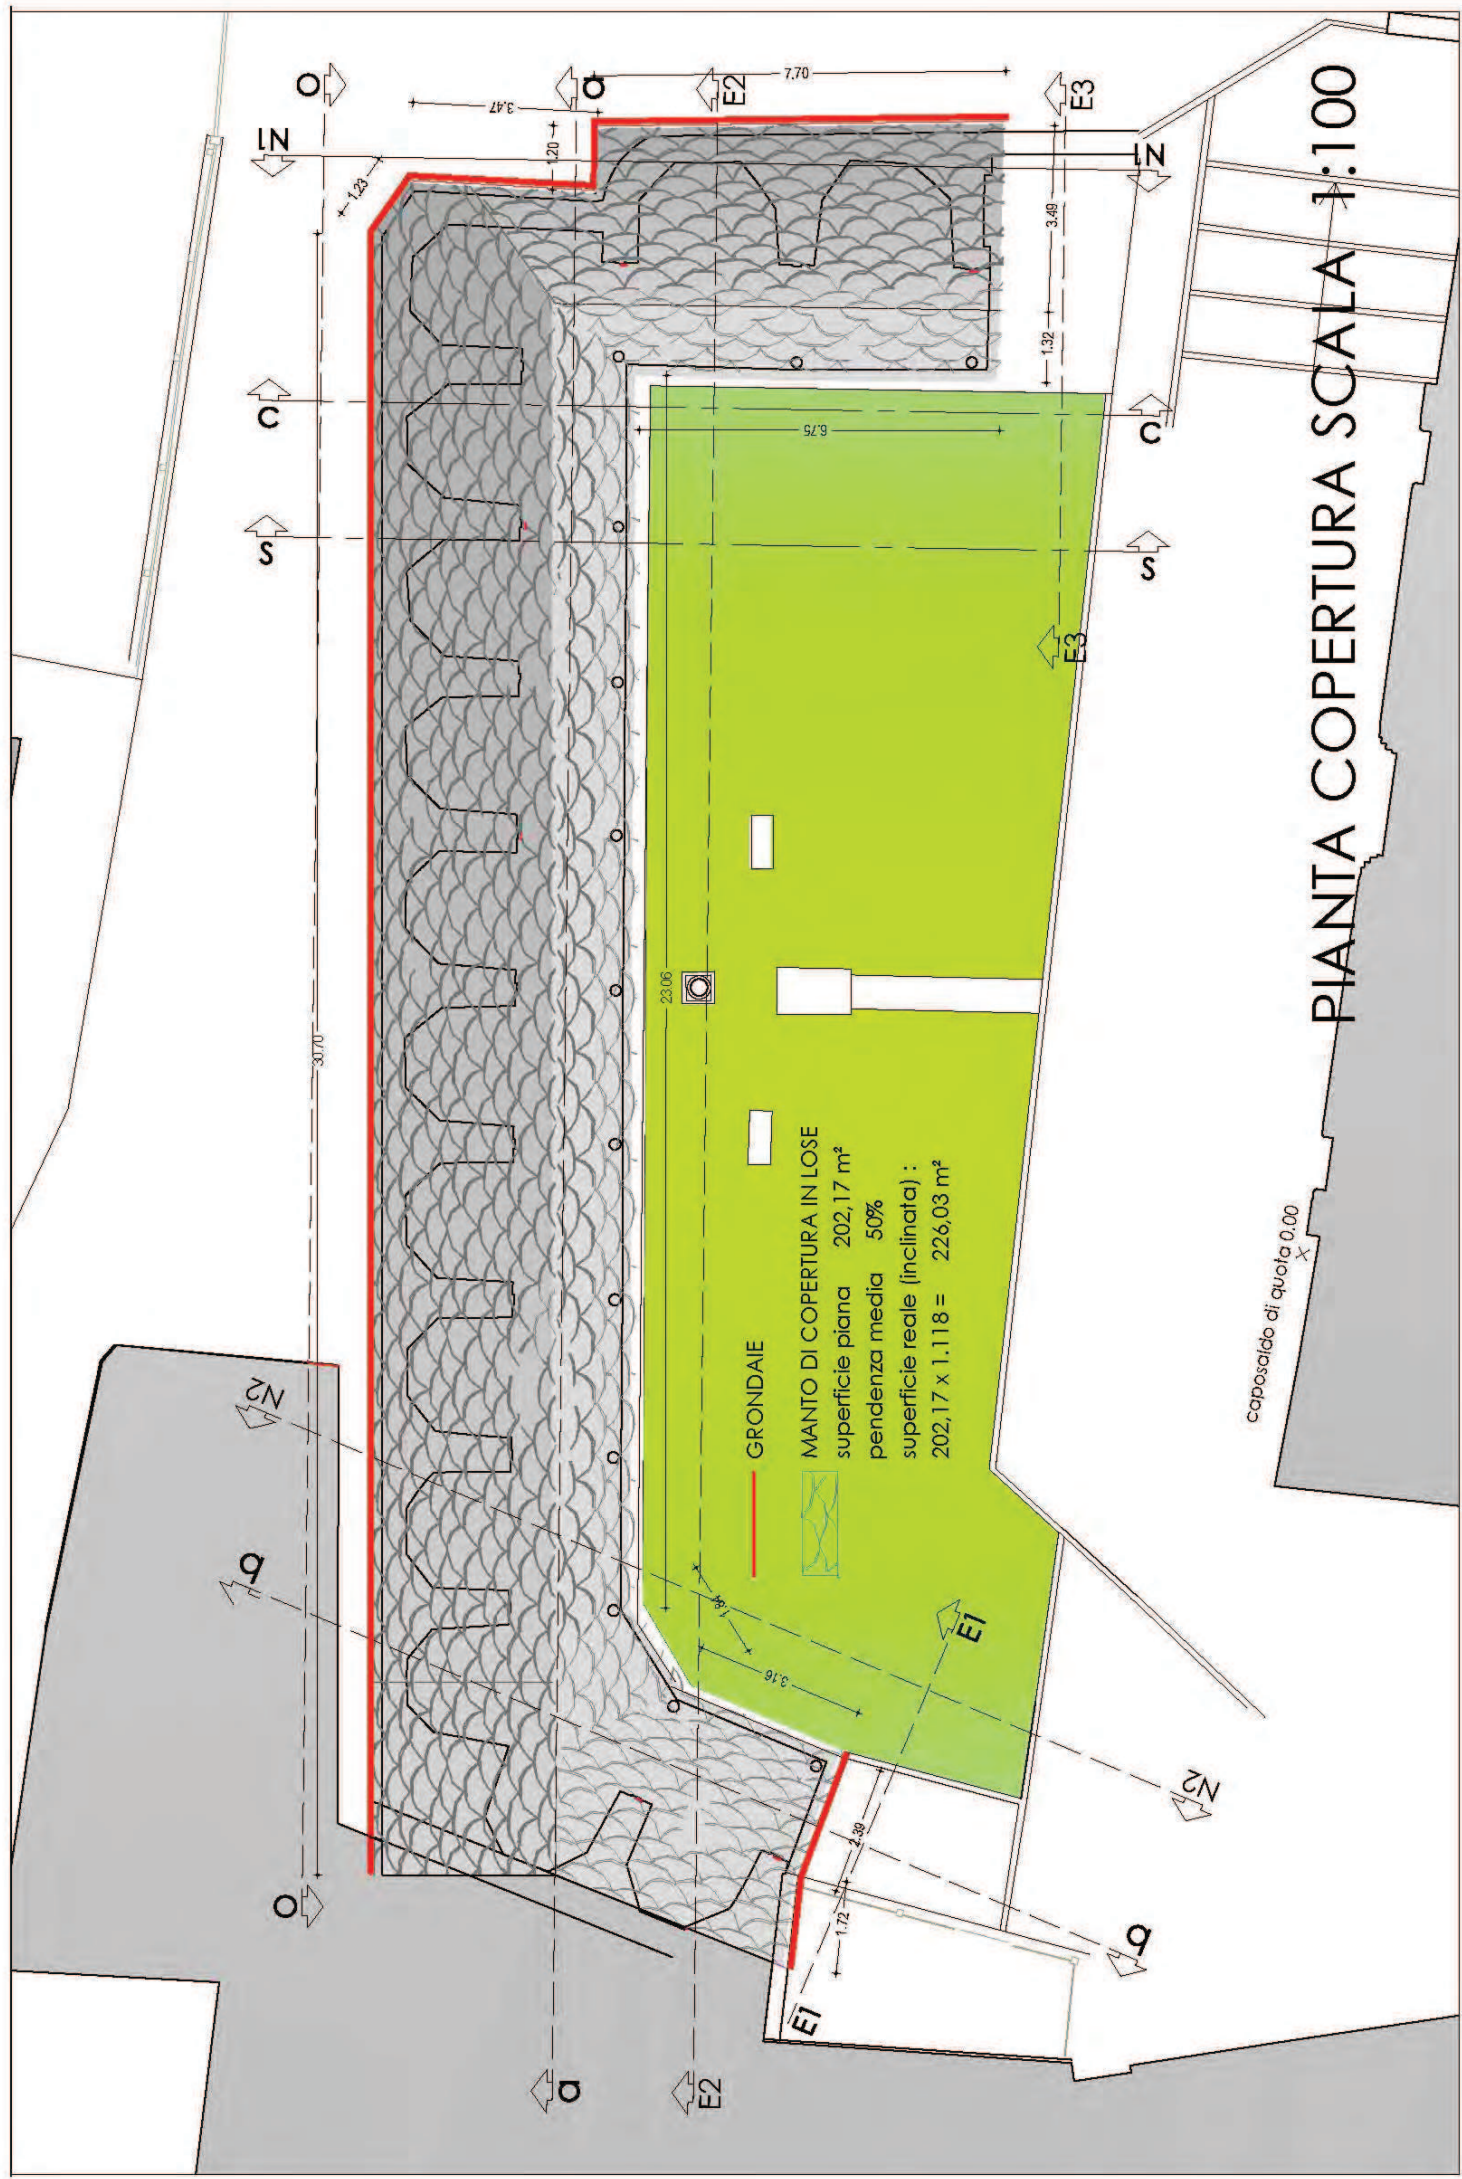 PIANTA COPERTURA SCALA 1:100
GRONDAIE
MANTO DI COPERTURA IN LOSE
superficie piana 202,17 m²
pendenza media 50%
superficie reale (inclinata) :
202,17 x 1.118 = 226,03 m²
caposaldo di quota 0.00
O
O
N1
N1
a
a
E2
E2
E3
E3
C
C
S
S
N2
N2
b
b
E1
E1
30.70
1.23
3.47
1.20
7.70
3.49
1.32
6.75
23.06
1.84
3.16
2.39
1.72